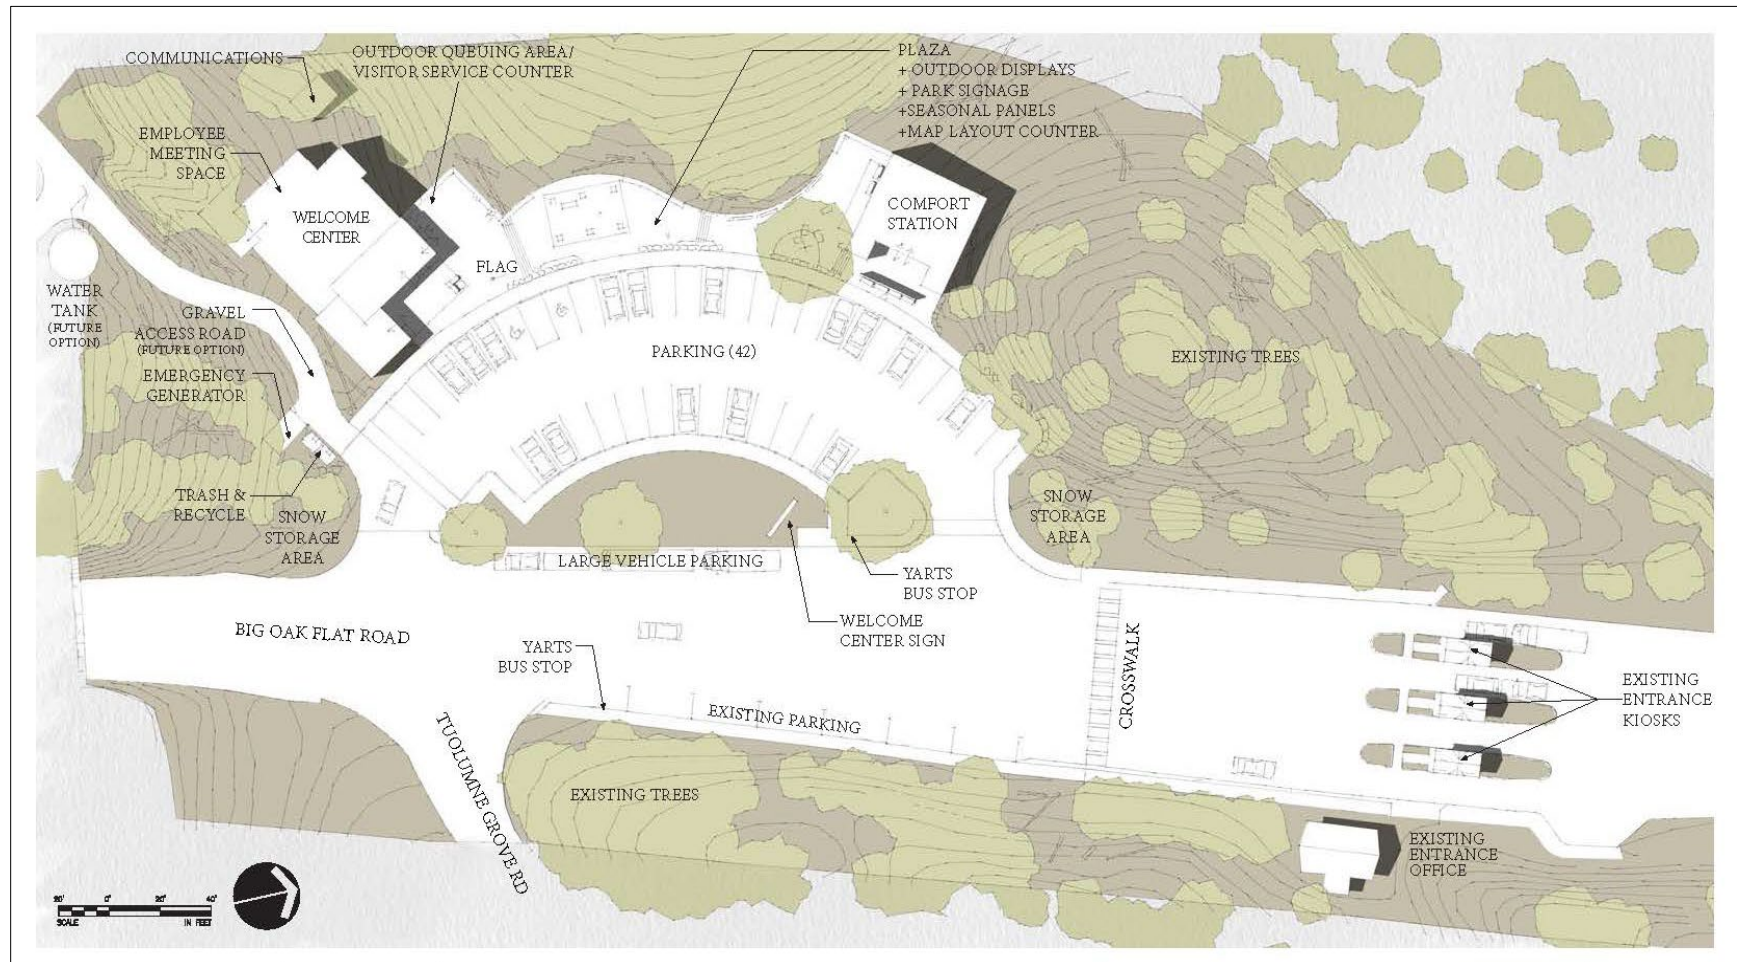 COMMUNICATIONS
OUTDOOR QUEUING AREA/
VISITOR SERVICE COUNTER
PLAZA
+ OUTDOOR DISPLAYS
+ PARK SIGNAGE
+SEASONAL PANELS
+MAP LAYOUT COUNTER
EMPLOYEE
MEETING
SPACE
WELCOME
CENTER
COMFORT
STATION
FLAG
WATER
TANK
(FUTURE
OPTION)
GRAVEL
ACCESS ROAD
(FUTURE OPTION)
PARKING (42)
EXISTING TREES
EMERGENCY
GENERATOR
TRASH &
RECYCLE
SNOW
STORAGE
AREA
SNOW
STORAGE
AREA
LARGE VEHICLE PARKING
YARTS
BUS STOP
WELCOME
CENTER SIGN
BIG OAK FLAT ROAD
YARTS
BUS STOP
CROSSWALK
EXISTING
ENTRANCE
KIOSKS
EXISTING PARKING
TUOLUMNE GROVE RD
EXISTING TREES
EXISTING
ENTRANCE
OFFICE
20' 0' 20' 40'
SCALE IN FEET